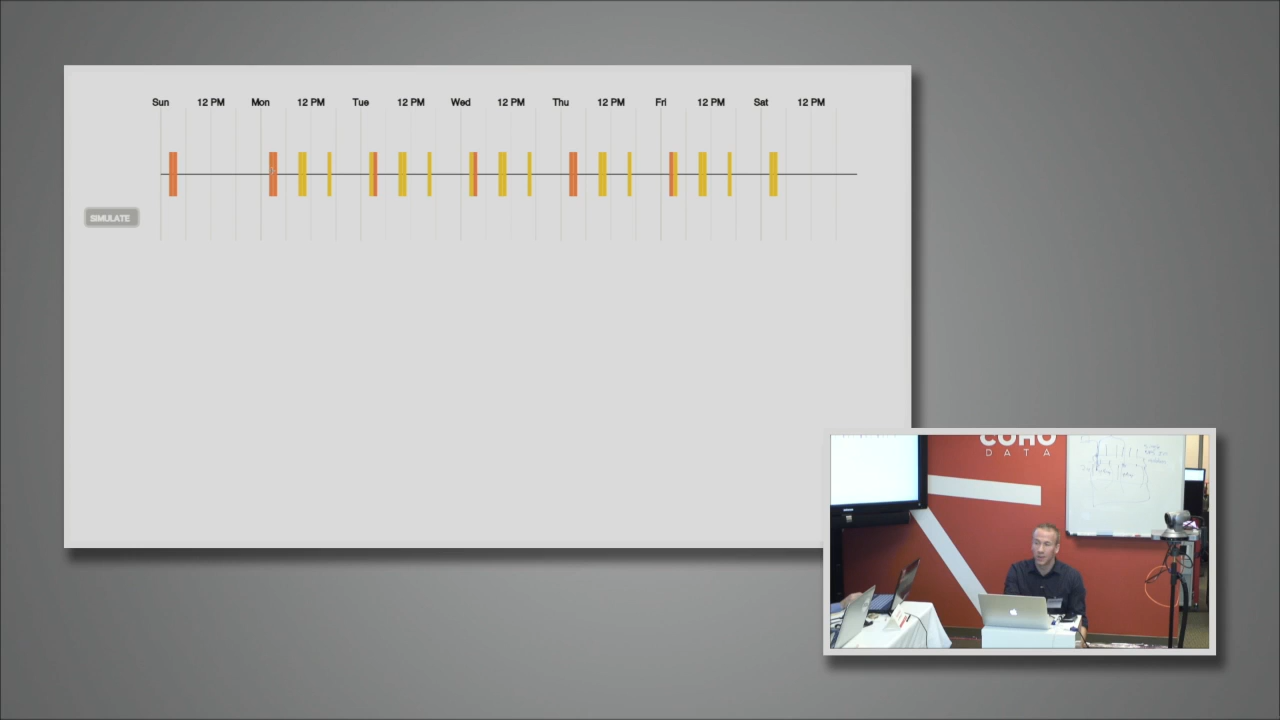 Sun 12 PM Mon 12 PM Tue 12 PM Wed 12 PM Thu 12 PM Fri 12 PM Sat 12 PM
SIMULATE
COHO
DATA